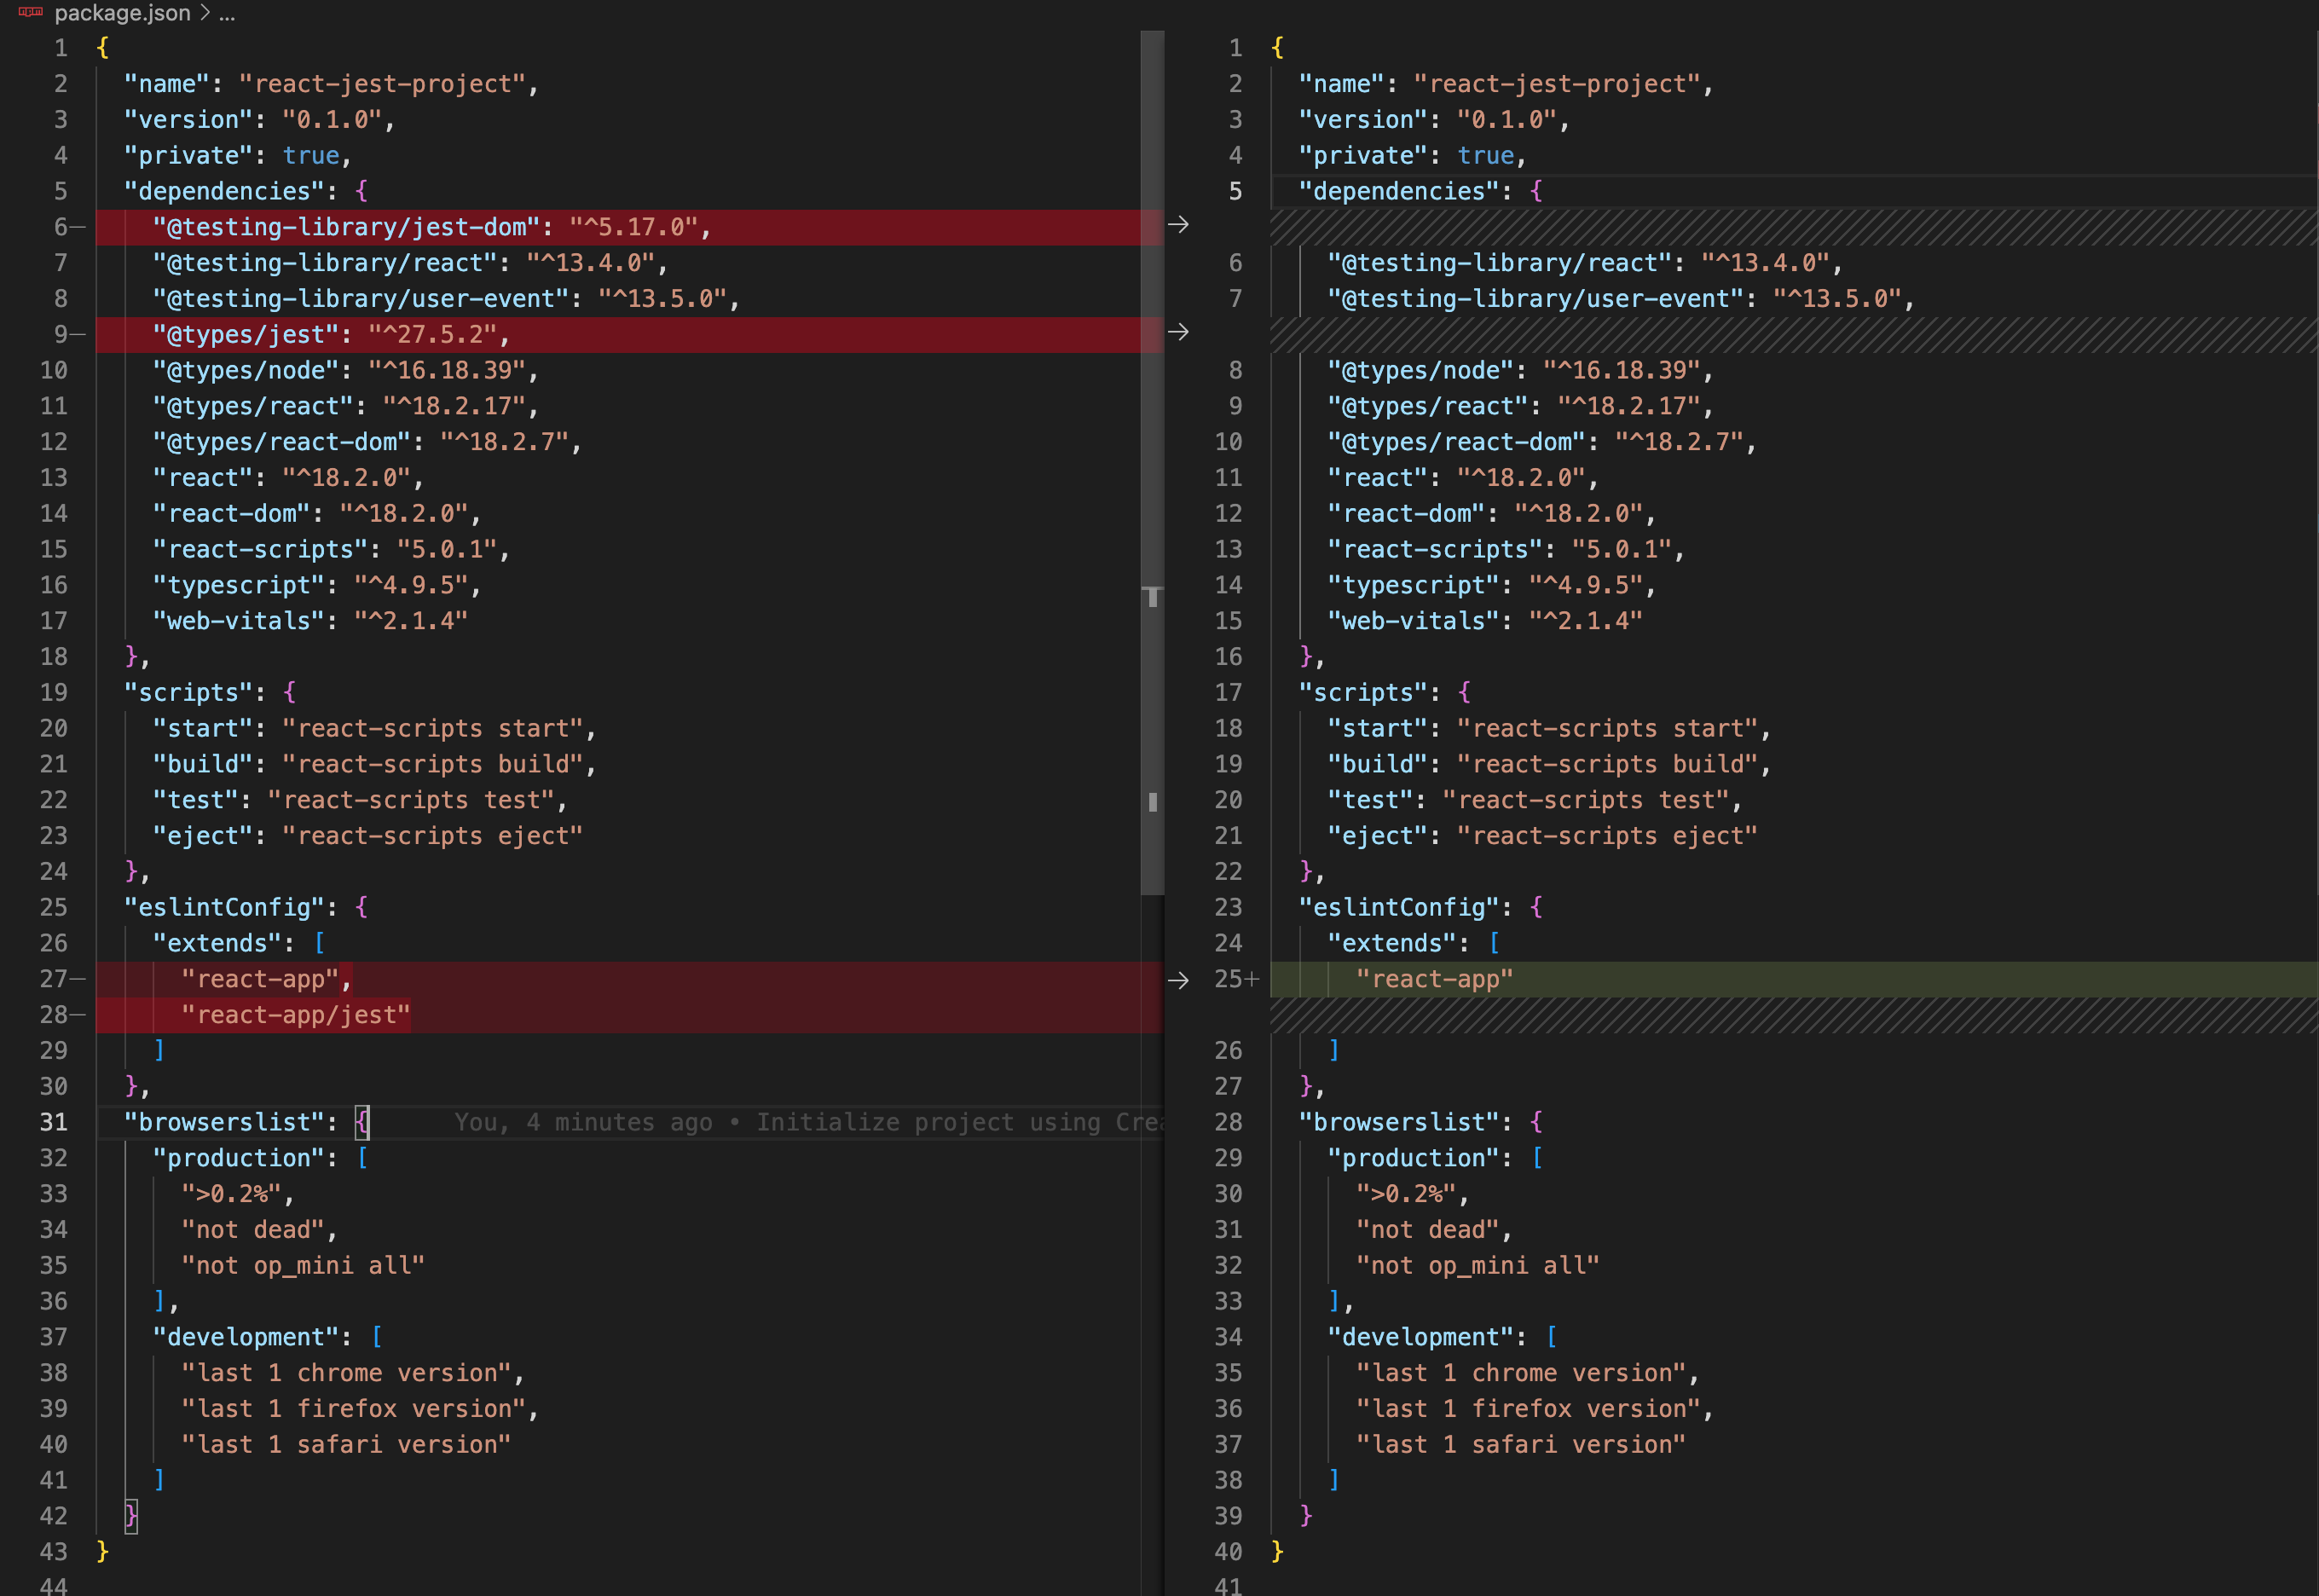 package.json > ...
1 {
2 "name": "react-jest-project",
3 "version": "0.1.0",
4 "private": true,
5 "dependencies": {
6— "@testing-library/jest-dom": "^5.17.0",
7 "@testing-library/react": "^13.4.0",
8 "@testing-library/user-event": "^13.5.0",
9— "@types/jest": "^27.5.2",
10 "@types/node": "^16.18.39",
11 "@types/react": "^18.2.17",
12 "@types/react-dom": "^18.2.7",
13 "react": "^18.2.0",
14 "react-dom": "^18.2.0",
15 "react-scripts": "5.0.1",
16 "typescript": "^4.9.5",
17 "web-vitals": "^2.1.4"
18 },
19 "scripts": {
20 "start": "react-scripts start",
21 "build": "react-scripts build",
22 "test": "react-scripts test",
23 "eject": "react-scripts eject"
24 },
25 "eslintConfig": {
26 "extends": [
27— "react-app",
28— "react-app/jest"
29 ]
30 },
31 "browserslist": { You, 4 minutes ago • Initialize project using Crea
32 "production": [
33 ">0.2%",
34 "not dead",
35 "not op_mini all"
36 ],
37 "development": [
38 "last 1 chrome version",
39 "last 1 firefox version",
40 "last 1 safari version"
41 ]
42 }
43 }
44
1 {
2 "name": "react-jest-project",
3 "version": "0.1.0",
4 "private": true,
5 "dependencies": {
6 "@testing-library/react": "^13.4.0",
7 "@testing-library/user-event": "^13.5.0",
8 "@types/node": "^16.18.39",
9 "@types/react": "^18.2.17",
10 "@types/react-dom": "^18.2.7",
11 "react": "^18.2.0",
12 "react-dom": "^18.2.0",
13 "react-scripts": "5.0.1",
14 "typescript": "^4.9.5",
15 "web-vitals": "^2.1.4"
16 },
17 "scripts": {
18 "start": "react-scripts start",
19 "build": "react-scripts build",
20 "test": "react-scripts test",
21 "eject": "react-scripts eject"
22 },
23 "eslintConfig": {
24 "extends": [
25+ "react-app"
26 ]
27 },
28 "browserslist": {
29 "production": [
30 ">0.2%",
31 "not dead",
32 "not op_mini all"
33 ],
34 "development": [
35 "last 1 chrome version",
36 "last 1 firefox version",
37 "last 1 safari version"
38 ]
39 }
40 }
41